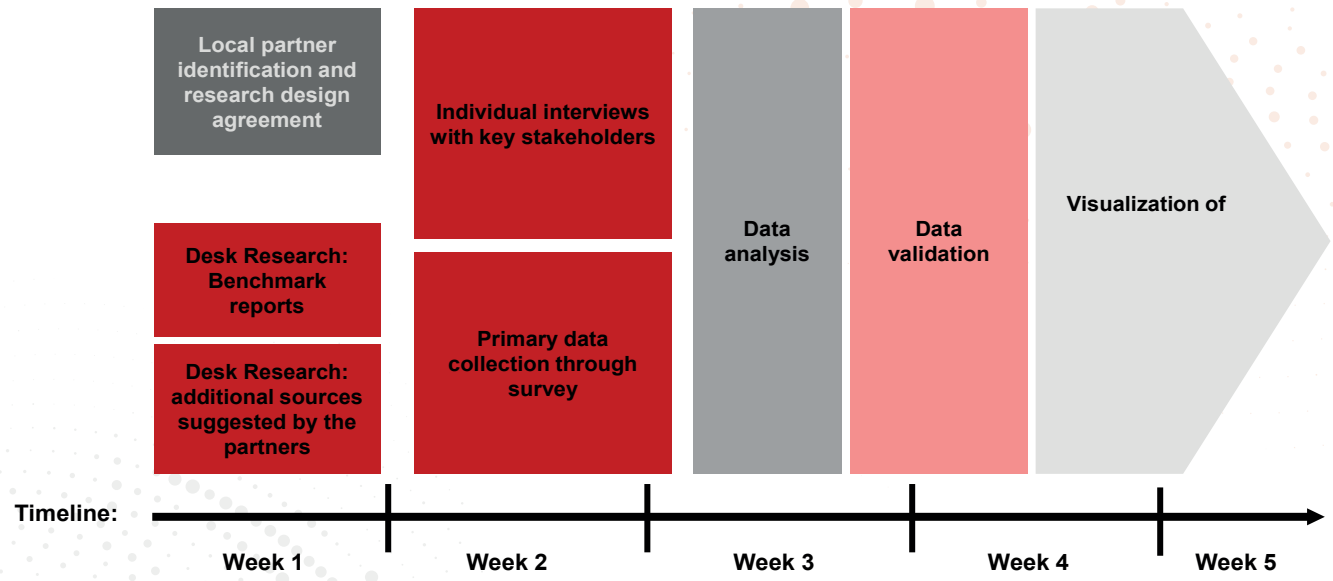 Local partner
identification and
research design
agreement
Desk Research:
Benchmark
reports
Desk Research:
additional sources
suggested by the
partners
Individual interviews
with key stakeholders
Primary data
collection through
survey
Data
analysis
Data
validation
Visualization of
Timeline:
Week 1
Week 2
Week 3
Week 4
Week 5